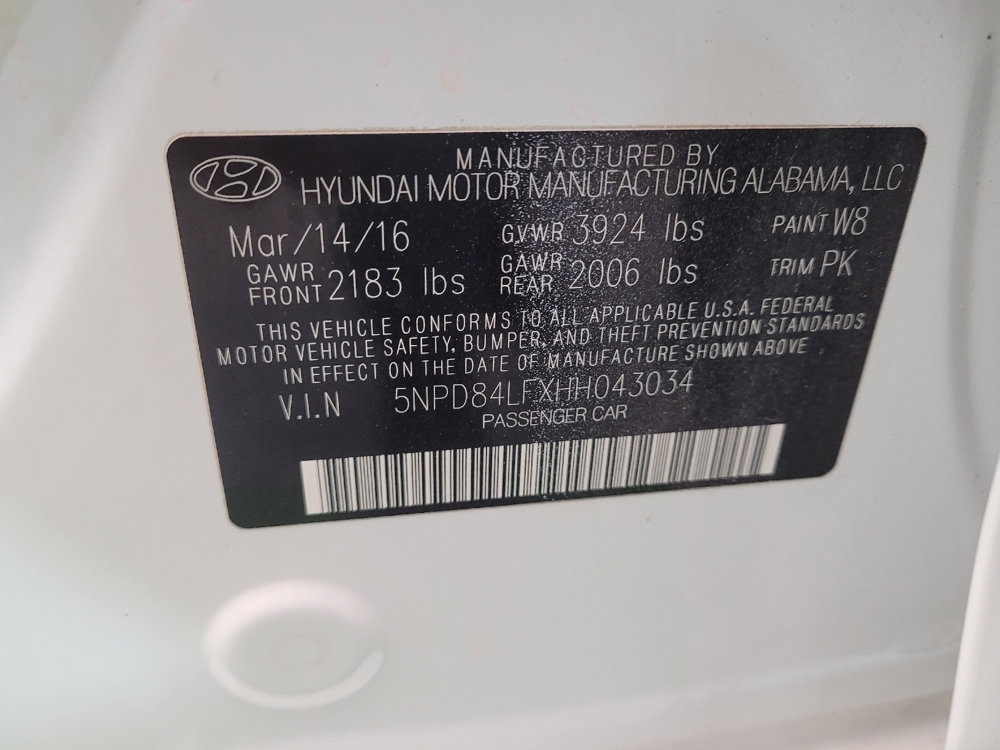 MANUFACTURED BY
HYUNDAI MOTOR MANUFACTURING ALABAMA, LLC
Mar/14/16 GVWR 3924 lbs PAINT W8
GAWR FRONT 2183 lbs GAWR REAR 2006 lbs TRIM PK
THIS VEHICLE CONFORMS TO ALL APPLICABLE U.S.A. FEDERAL
MOTOR VEHICLE SAFETY, BUMPER, AND THEFT PREVENTION STANDARDS
IN EFFECT ON THE DATE OF MANUFACTURE SHOWN ABOVE
V.I.N 5NPD84LFXHH043034
PASSENGER CAR